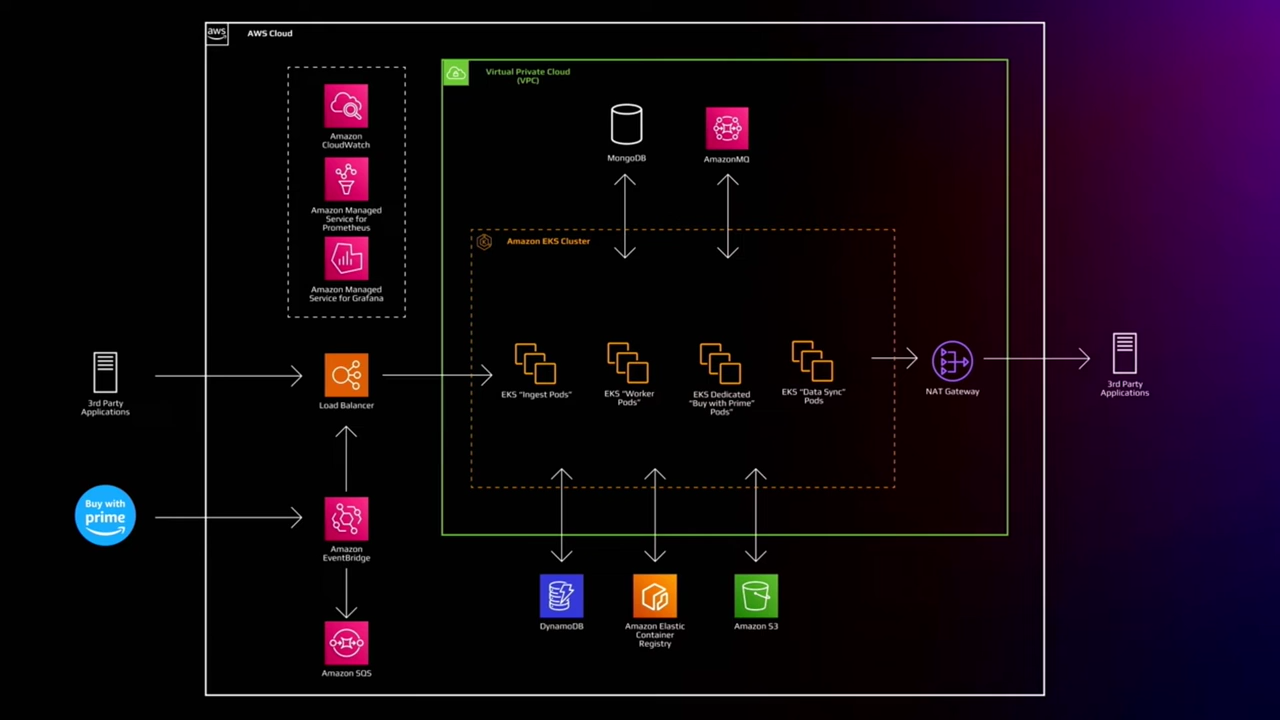 aws
AWS Cloud
Virtual Private Cloud
(VPC)
Amazon
CloudWatch
Amazon Managed
Service for
Prometheus
Amazon Managed
Service for Grafana
MongoDB
AmazonMQ
Amazon EKS Cluster
3rd Party
Applications
Load Balancer
EKS “Ingest Pods”
EKS “Worker
Pods”
EKS Dedicated
“Buy with Prime”
Pods”
EKS “Data Sync”
Pods
NAT Gateway
3rd Party
Applications
Buy with
prime
Amazon
EventBridge
Amazon SQS
DynamoDB
Amazon Elastic
Container
Registry
Amazon S3